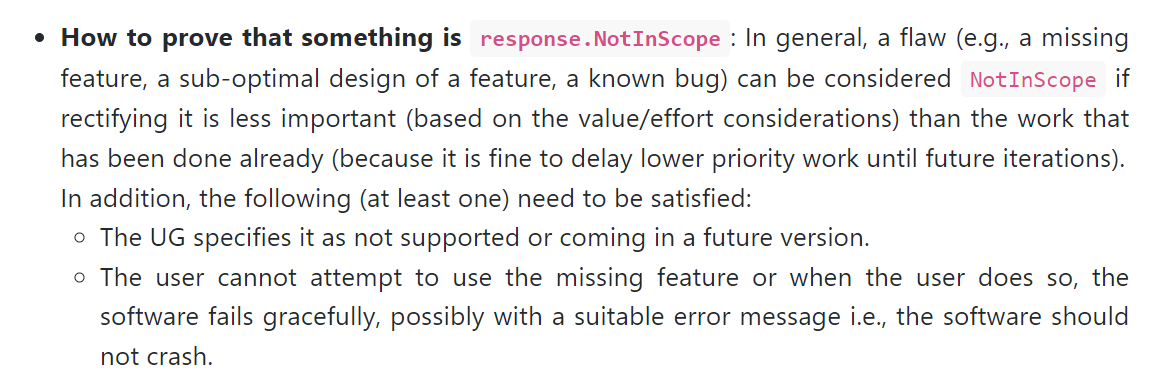 • How to prove that something is response.NotInScope : In general, a flaw (e.g., a missing
feature, a sub-optimal design of a feature, a known bug) can be considered NotInScope if
rectifying it is less important (based on the value/effort considerations) than the work that
has been done already (because it is fine to delay lower priority work until future iterations).
In addition, the following (at least one) need to be satisfied:
◦ The UG specifies it as not supported or coming in a future version.
◦ The user cannot attempt to use the missing feature or when the user does so, the
software fails gracefully, possibly with a suitable error message i.e., the software should
not crash.